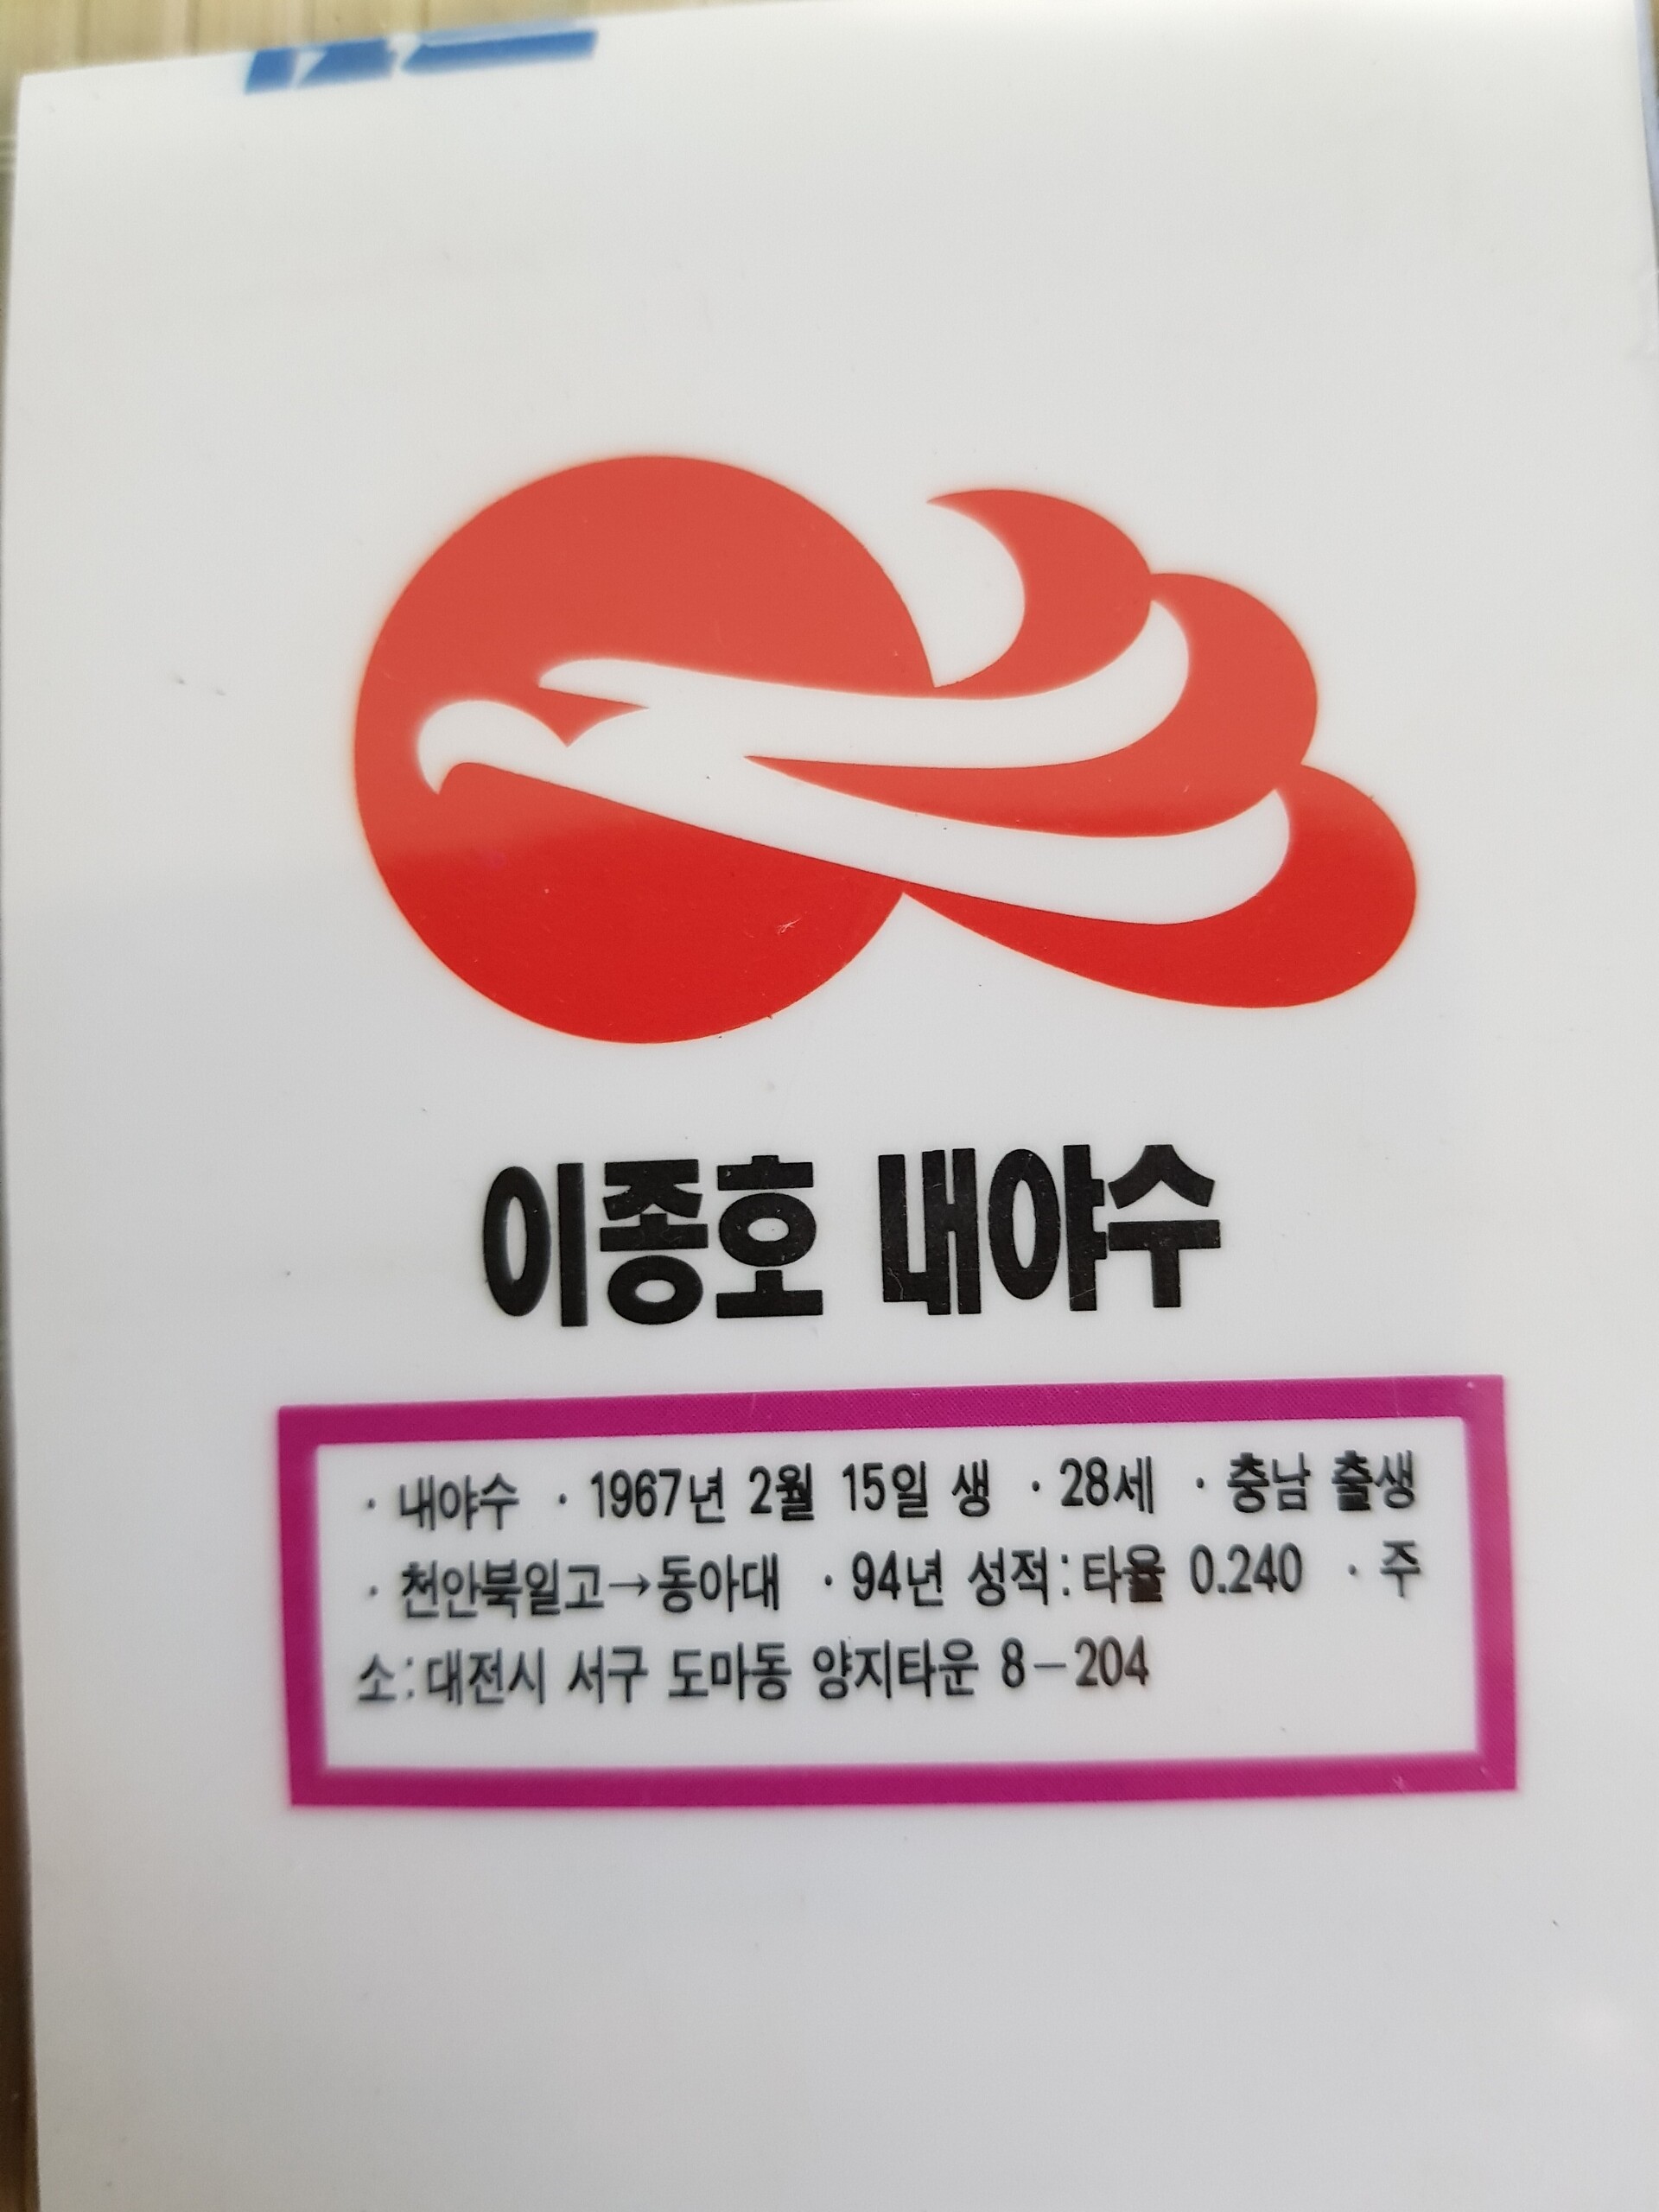 이종호 내야수
· 내야수 · 1967년 2월 15일 생 · 28세 · 충남 출생
· 천안북일고→동아대 · 94년 성적:타율 0.240 · 주
소:대전시 서구 도마동 양지타운 8-204